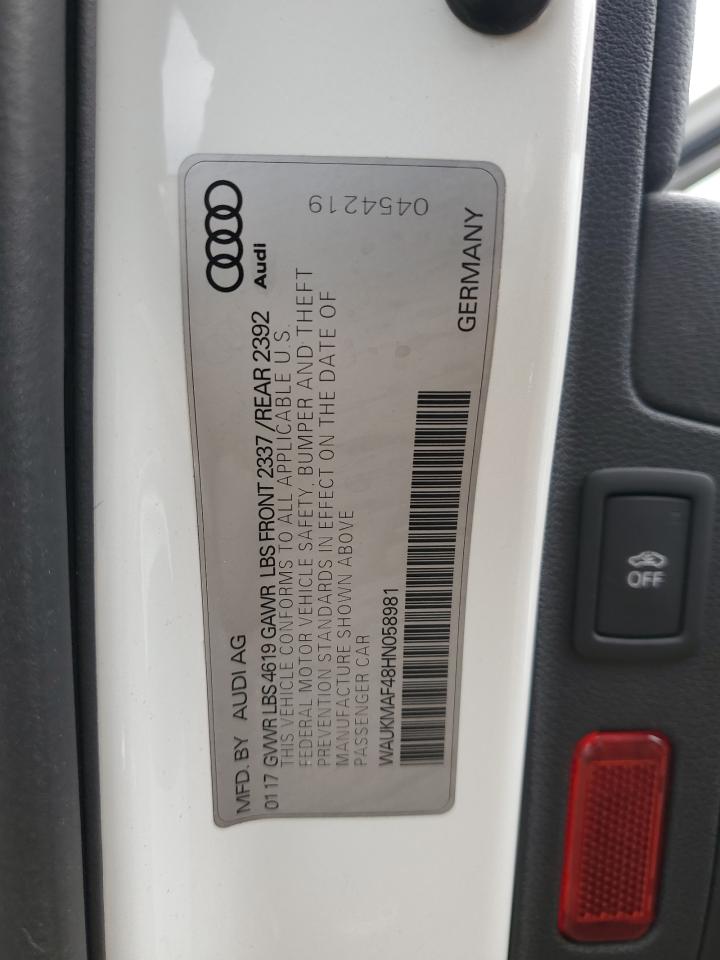 MFD. BY AUDI AG
Audi
0117 GVWR LBS 4619 GAWR LBS FRONT 2337/REAR 2392
THIS VEHICLE CONFORMS TO ALL APPLICABLE U.S.
FEDERAL MOTOR VEHICLE SAFETY, BUMPER AND THEFT
PREVENTION STANDARDS IN EFFECT ON THE DATE OF
MANUFACTURE SHOWN ABOVE
PASSENGER CAR
WAUKMAF48HN058981
0454219
GERMANY
OFF